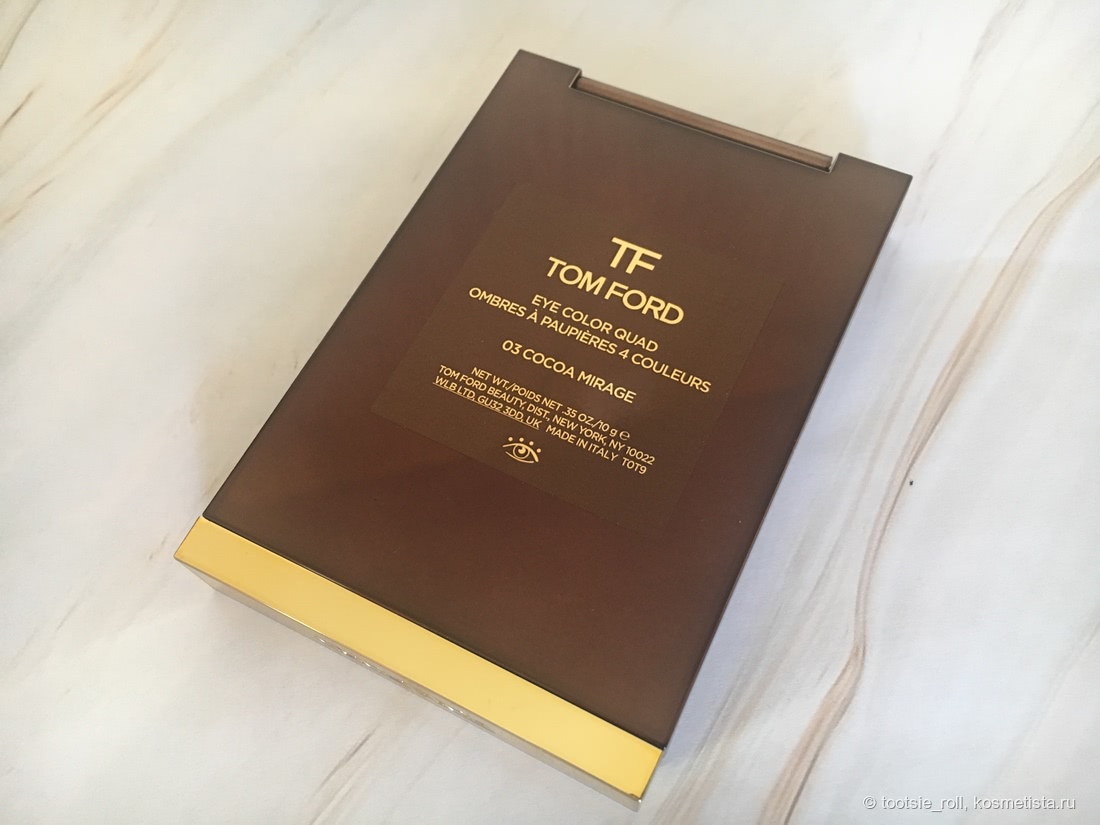 TF
TOM FORD
EYE COLOR QUAD
OMBRES À PAUPIÈRES 4 COULEURS
03 COCOA MIRAGE
NET WT./POIDS NET .35 OZ./10 g ℮
TOM FORD BEAUTY, DIST., NEW YORK, NY 10022
WLB LTD, GU32 3DD, UK MADE IN ITALY TOT9
© tootsie_roll, kosmetista.ru